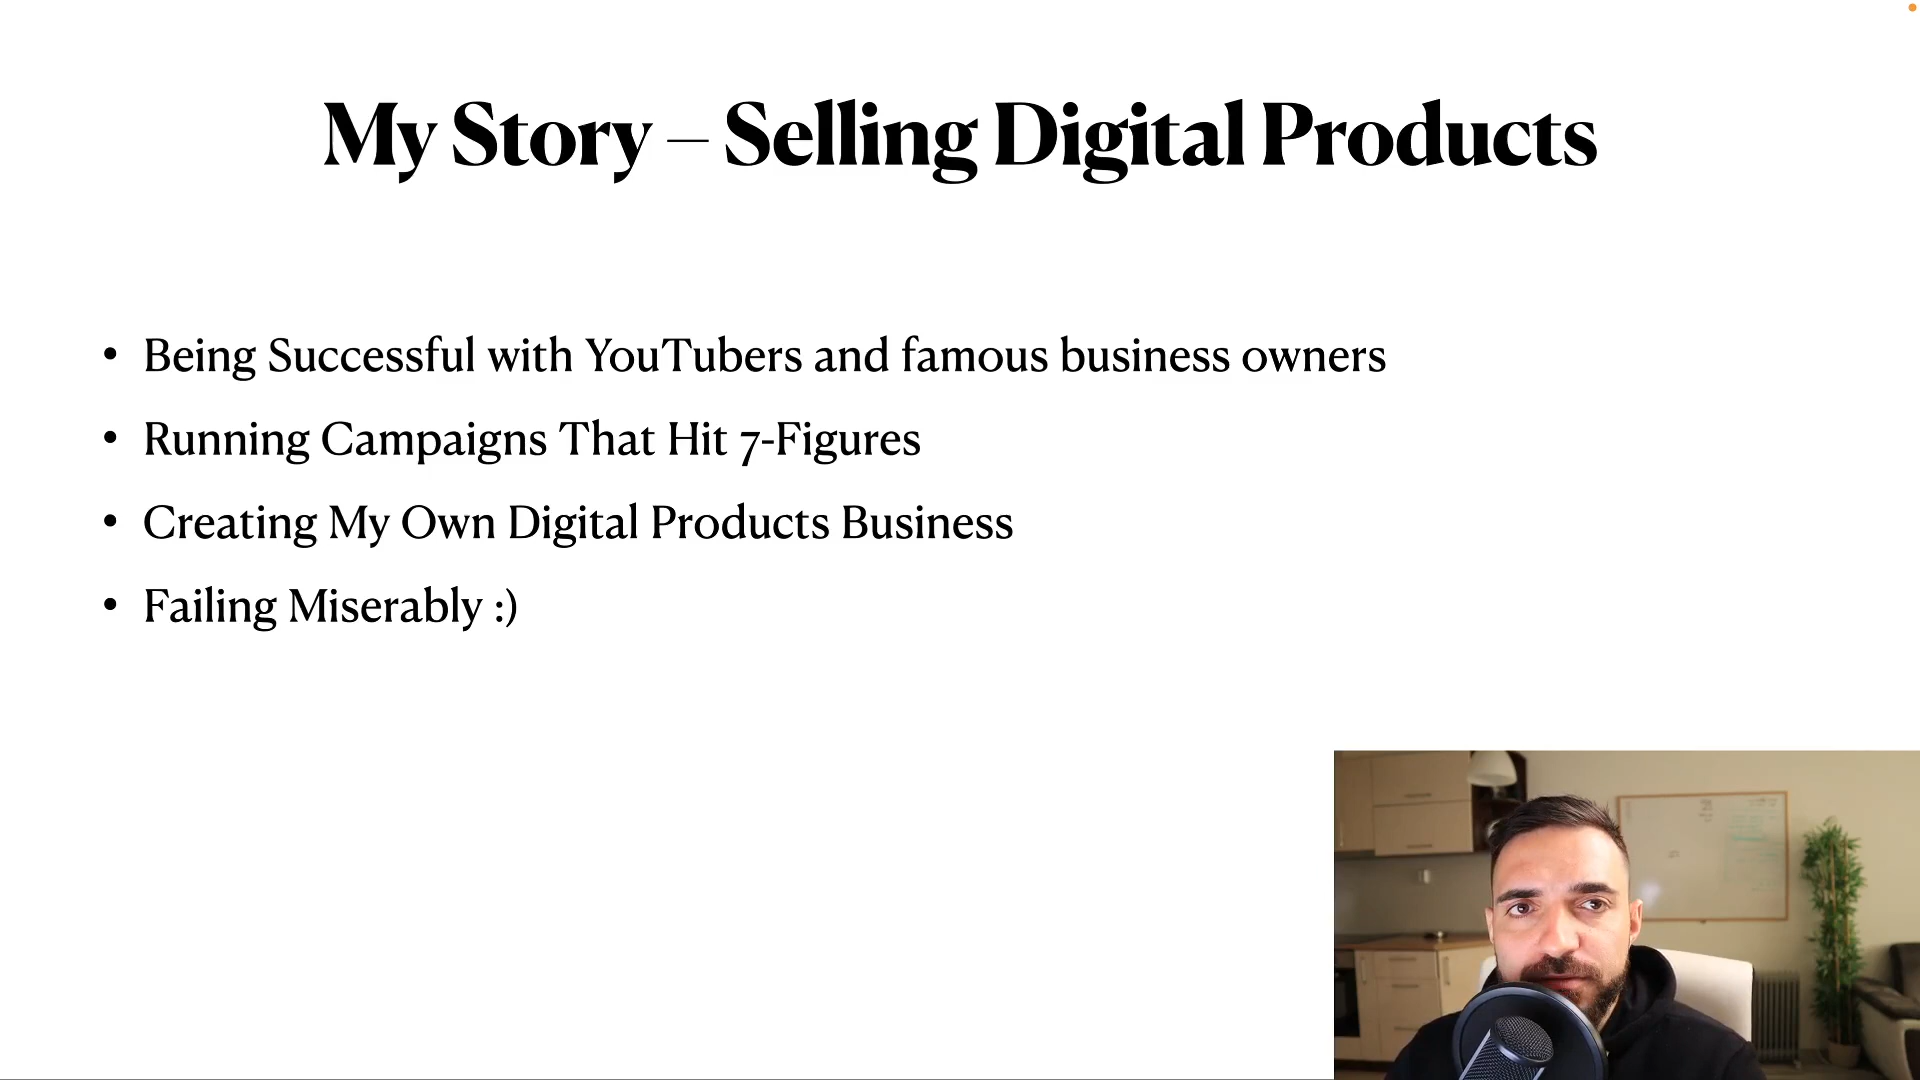 My Story – Selling Digital Products
• Being Successful with YouTubers and famous business owners
• Running Campaigns That Hit 7-Figures
• Creating My Own Digital Products Business
• Failing Miserably :)